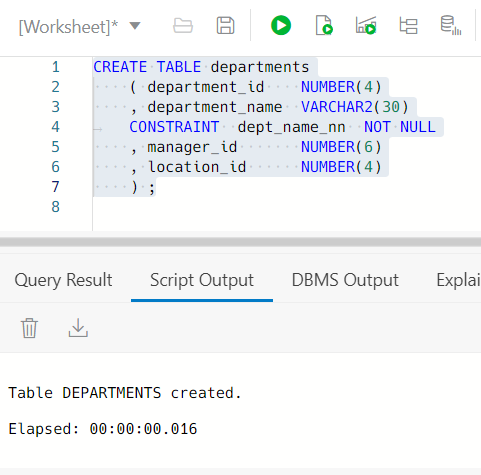 [Worksheet]*
1 CREATE TABLE departments
2 ( department_id NUMBER(4)
3 , department_name VARCHAR2(30)
4 CONSTRAINT dept_name_nn NOT NULL
5 , manager_id NUMBER(6)
6 , location_id NUMBER(4)
7 ) ;
8
Query Result Script Output DBMS Output Explai
Table DEPARTMENTS created.
Elapsed: 00:00:00.016